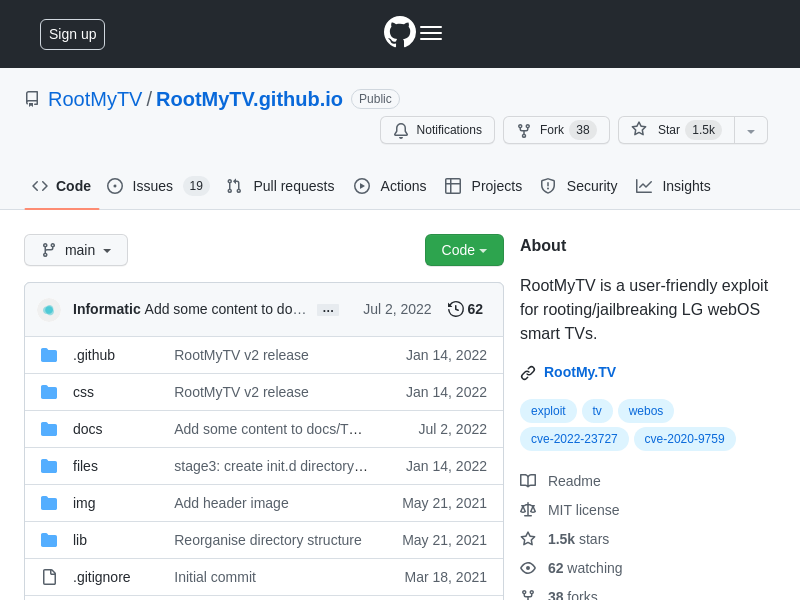 Sign up
RootMyTV / RootMyTV.github.io Public
Notifications Fork 38 Star 1.5k
Code Issues 19 Pull requests Actions Projects Security Insights
main Code
Informatic Add some content to do… … Jul 2, 2022 62
.github RootMyTV v2 release Jan 14, 2022
css RootMyTV v2 release Jan 14, 2022
docs Add some content to docs/T… Jul 2, 2022
files stage3: create init.d directory… Jan 14, 2022
img Add header image May 21, 2021
lib Reorganise directory structure May 21, 2021
.gitignore Initial commit Mar 18, 2021
About
RootMyTV is a user-friendly exploit
for rooting/jailbreaking LG webOS
smart TVs.
RootMy.TV
exploit tv webos
cve-2022-23727 cve-2020-9759
Readme
MIT license
1.5k stars
62 watching
38 forks